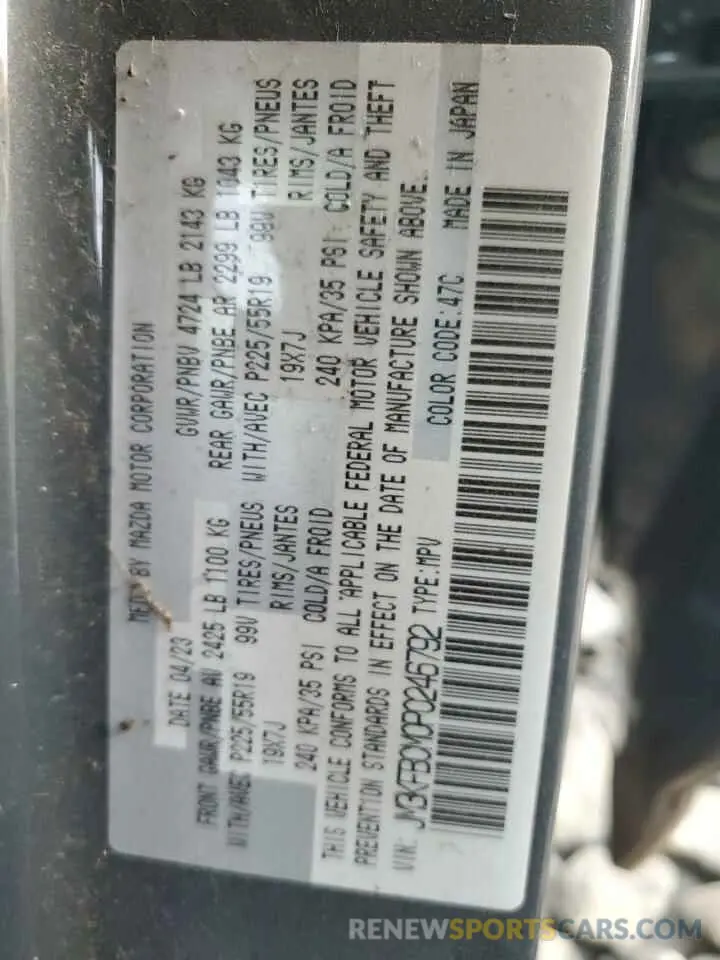 MFD BY MAZDA MOTOR CORPORATION
DATE 04/23 GVWR/PNBV 4724 LB 2143 KG
FRONT GAWR/PNBE AV 2425 LB 1100 KG REAR GAWR/PNBE AR 2299 LB 1043 KG
WITH/AVEC P225/55R19 99V TIRES/PNEUS WITH/AVEC P225/55R19 99V TIRES/PNEUS
19X7J RIMS/JANTES 19X7J RIMS/JANTES
240 KPA/35 PSI COLD/A FROID 240 KPA/35 PSI COLD/A FROID
THIS VEHICLE CONFORMS TO ALL APPLICABLE FEDERAL MOTOR VEHICLE SAFETY AND THEFT
PREVENTION STANDARDS IN EFFECT ON THE DATE OF MANUFACTURE SHOWN ABOVE.
VIN: TYPE:MPV COLOR CODE:47C MADE IN JAPAN
RENEWSPORTSCARS.COM